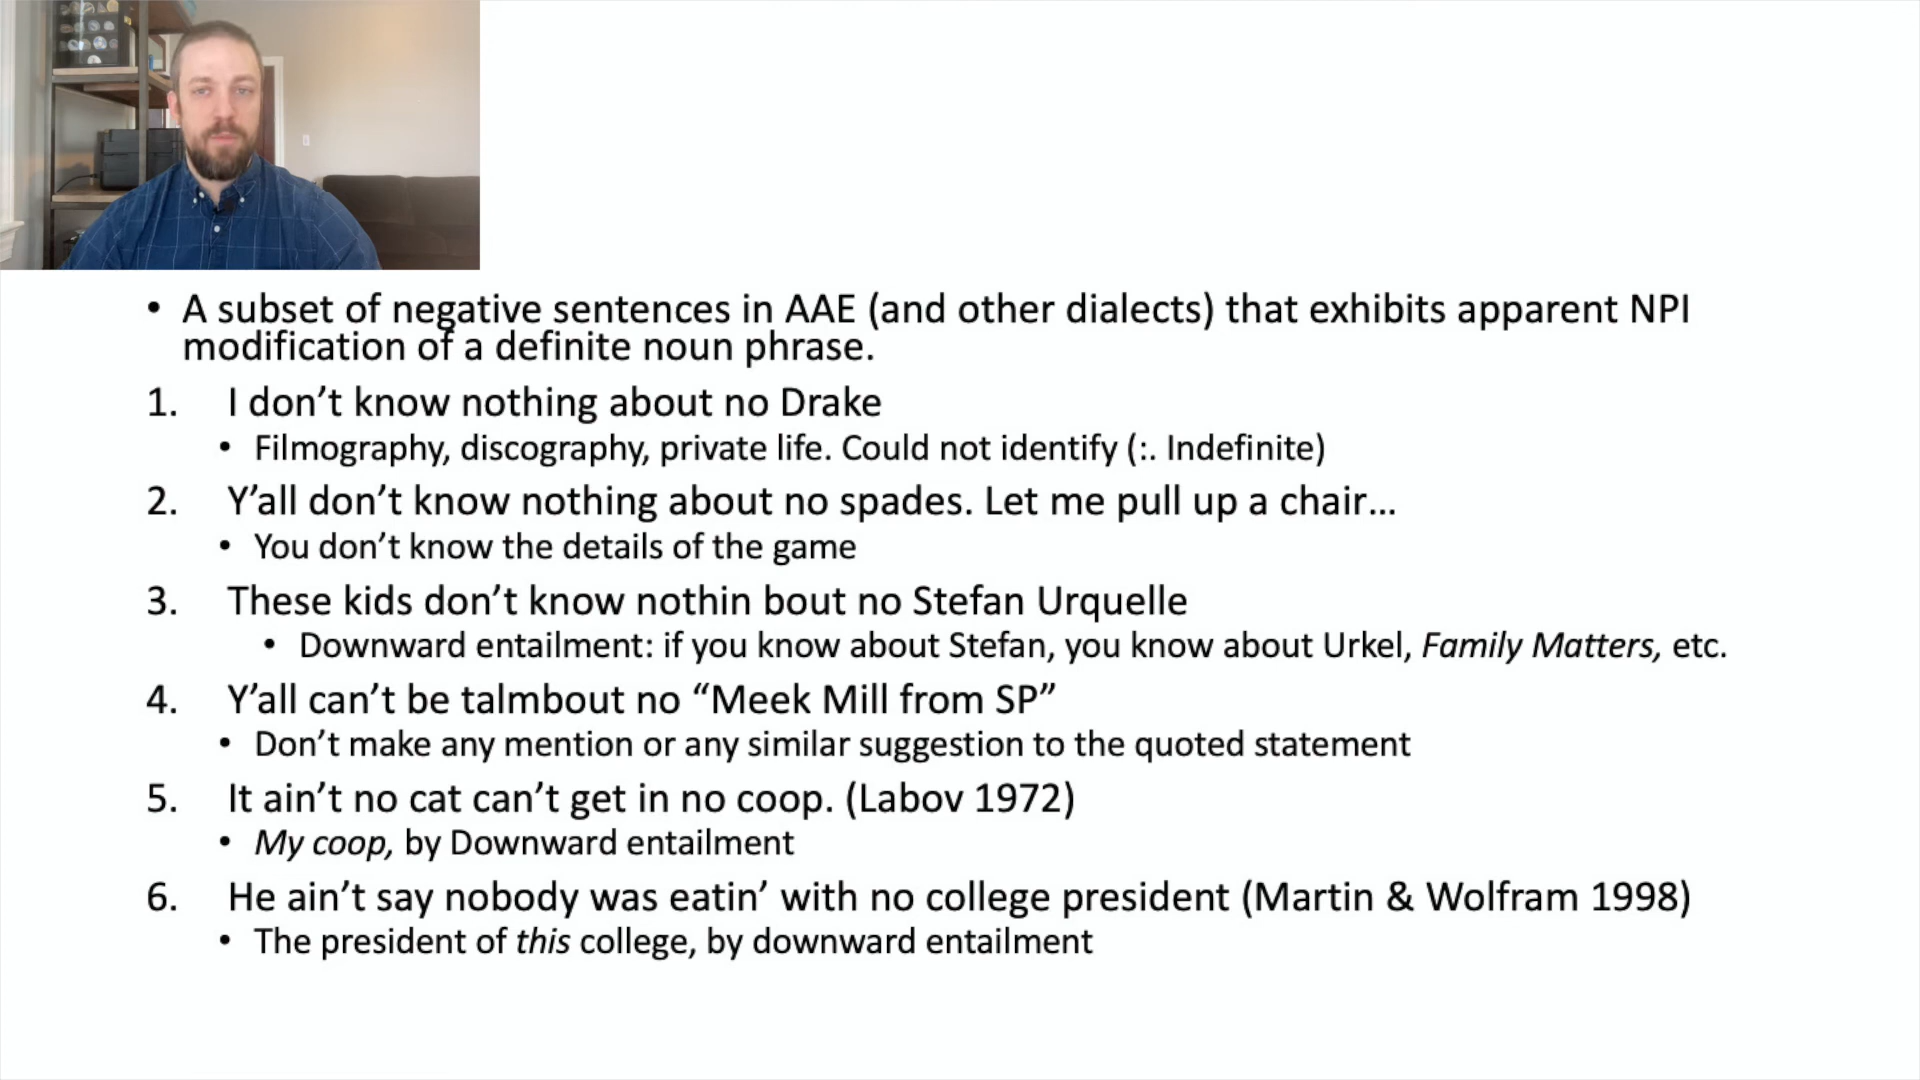 • A subset of negative sentences in AAE (and other dialects) that exhibits apparent NPI
modification of a definite noun phrase.
1. I don’t know nothing about no Drake
• Filmography, discography, private life. Could not identify (:. Indefinite)
2. Y’all don’t know nothing about no spades. Let me pull up a chair…
• You don’t know the details of the game
3. These kids don’t know nothin bout no Stefan Urquelle
• Downward entailment: if you know about Stefan, you know about Urkel, Family Matters, etc.
4. Y’all can’t be talmbout no “Meek Mill from SP”
• Don’t make any mention or any similar suggestion to the quoted statement
5. It ain’t no cat can’t get in no coop. (Labov 1972)
• My coop, by Downward entailment
6. He ain’t say nobody was eatin’ with no college president (Martin & Wolfram 1998)
• The president of this college, by downward entailment